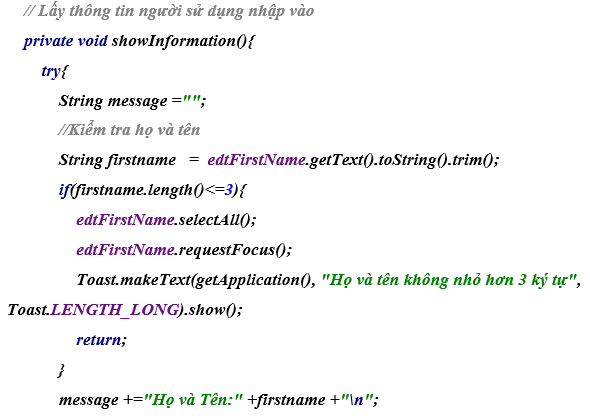 // Lấy thông tin người sử dụng nhập vào
private void showInformation(){
try{
String message ="";
//Kiểm tra họ và tên
String firstname   =  edtFirstName.getText().toString().trim();
if(firstname.length()<=3){
edtFirstName.selectAll();
edtFirstName.requestFocus();
Toast.makeText(getApplication(), "Họ và tên không nhỏ hơn 3 ký tự",
Toast.LENGTH_LONG).show();
return;
}
message +="Họ và Tên:" +firstname +"\n";